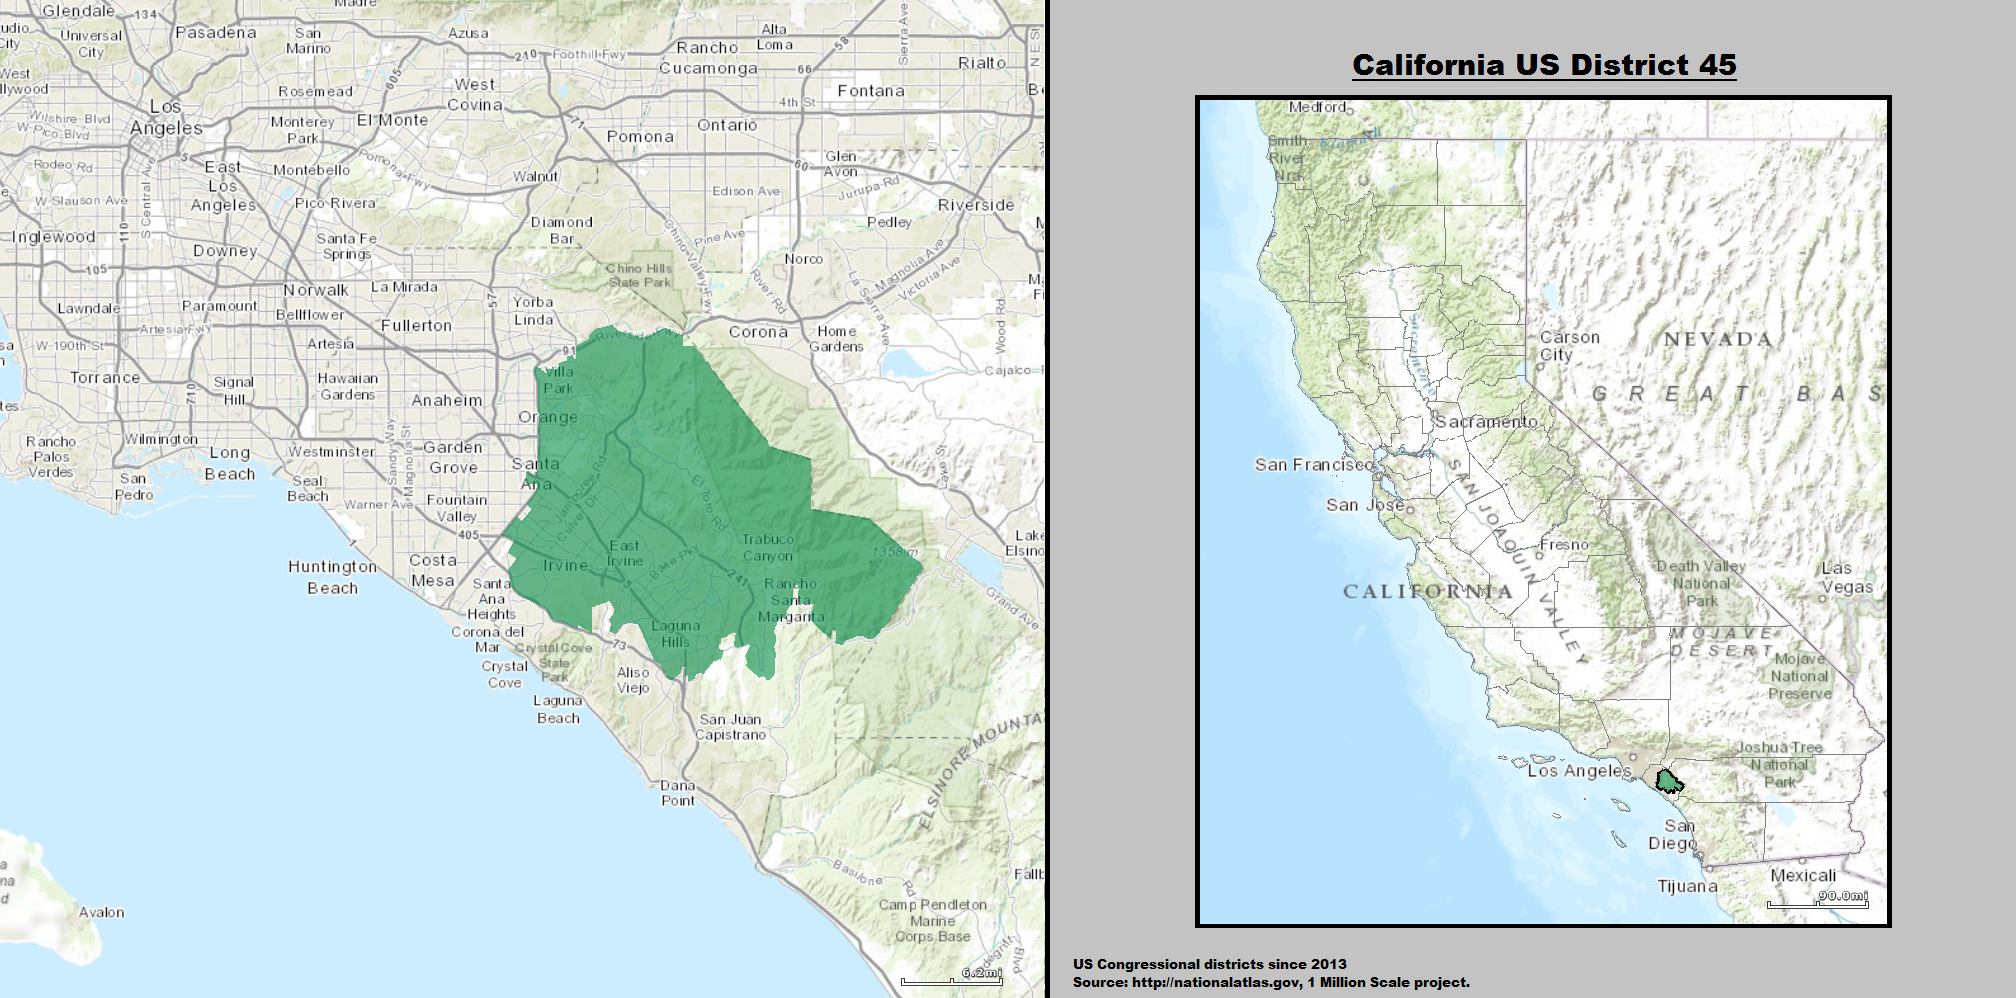 Glendale
134
Madre
Pasadena
San
Marino
Azusa
Sierra Ave
Universal
City
210
Foothill Fwy
Rancho
Cucamonga
Alta
Loma
58
Rialto
66
West
Covina
605
Rosemead
Fontana
Los
Angeles
Wilshire Blvd
W Pico Blvd
Monterey
Park
El Monte
71
Pomona
Ontario
4th St
Rodeo Rd
Central Ave
5
East
Los
Angeles
Montebello
Pomona Fwy
Walnut
60
Glen
Avon
W Slauson Ave
Pico Rivera
Edison Ave
Jurupa Rd
Riverside
Inglewood
110
Downey
Santa Fe
Springs
Diamond
Bar
Chino Valley Fwy
Pine Ave
Pedley
105
Norwalk
La Mirada
57
Chino Hills
State Park
River Rd
Norco
La Sierra Ave
Magnolia Ave
Victoria Ave
Lawndale
Paramount
Bellflower
Yorba
Linda
Artesia Fwy
Fullerton
Riverside Fwy
Corona
Home
Gardens
Wood Rd
W 190th St
Artesia
91
Torrance
Signal
Hill
Hawaiian
Gardens
Villa
Park
Cajalco
710
Anaheim
Orange
Rancho
Palos
Verdes
Wilmington
Long
Beach
Westminster
Magnolia St
Garden
Grove
Santa
Ana
San
Pedro
Seal
Beach
Warner Ave
Fountain
Valley
Jamboree Rd
Culver Dr
El Toro Rd
1
405
Huntington
Beach
Costa
Mesa
Irvine
East
Irvine
Bake Pky
Trabuco
Canyon
1358 m
Lake
Elsino
5
241
Santa
Ana
Heights
Rancho
Santa
Margarita
Grand Ave
Corona del
Mar
Laguna
Hills
73
Crystal Cove
State
Park
Crystal
Cove
Aliso
Viejo
Laguna
Beach
San Juan
Capistrano
ELSINORE MOUNTA
Dana
Point
Basilone
Rd
Camp Pendleton
Marine
Corps Base
Fallb
Avalon
6.2mi
California US District 45
Medford
Smith
River
Nra
Sacramento
Carson
City
NEVADA
GREAT BAS
Sacramento
San Francisco
San Jose
SAN JOAQUIN VALLEY
Fresno
CALIFORNIA
Death Valley
National
Park
Las
Vegas
MOJAVE
DESERT
Mojave
National
Preserve
Los Angeles
Joshua Tree
National
Park
San
Diego
Tijuana
Mexicali
90.0mi
US Congressional districts since 2013
Source: http://nationalatlas.gov, 1 Million Scale project.